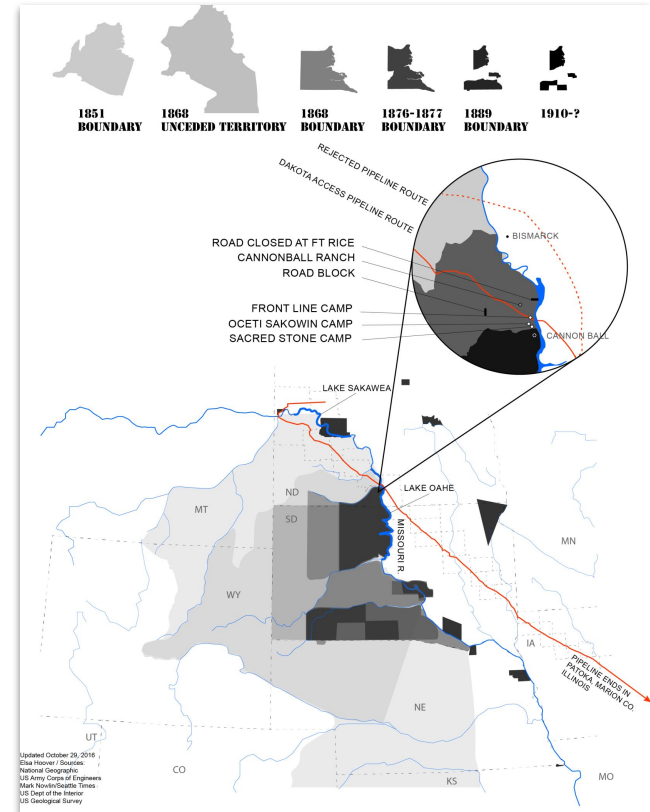 1851
BOUNDARY
1868
UNCEDED TERRITORY
1868
BOUNDARY
1876-1877
BOUNDARY
1889
BOUNDARY
1910-?
REJECTED PIPELINE ROUTE
DAKOTA ACCESS PIPELINE ROUTE
BISMARCK
ROAD CLOSED AT FT RICE
CANNONBALL RANCH
ROAD BLOCK
FRONT LINE CAMP
OCETI SAKOWIN CAMP
SACRED STONE CAMP
CANNON BALL
LAKE SAKAWEA
LAKE OAHE
MISSOURI R.
ND
SD
MT
WY
MN
IA
NE
UT
CO
KS
MO
PIPELINE ENDS IN
PATOKA, MARION CO.
ILLINOIS
Updated October 29, 2016
Elsa Hoover / Sources:
National Geographic
US Army Corps of Engineers
Mark Nowlin/Seattle Times
US Dept of the Interior
US Geological Survey